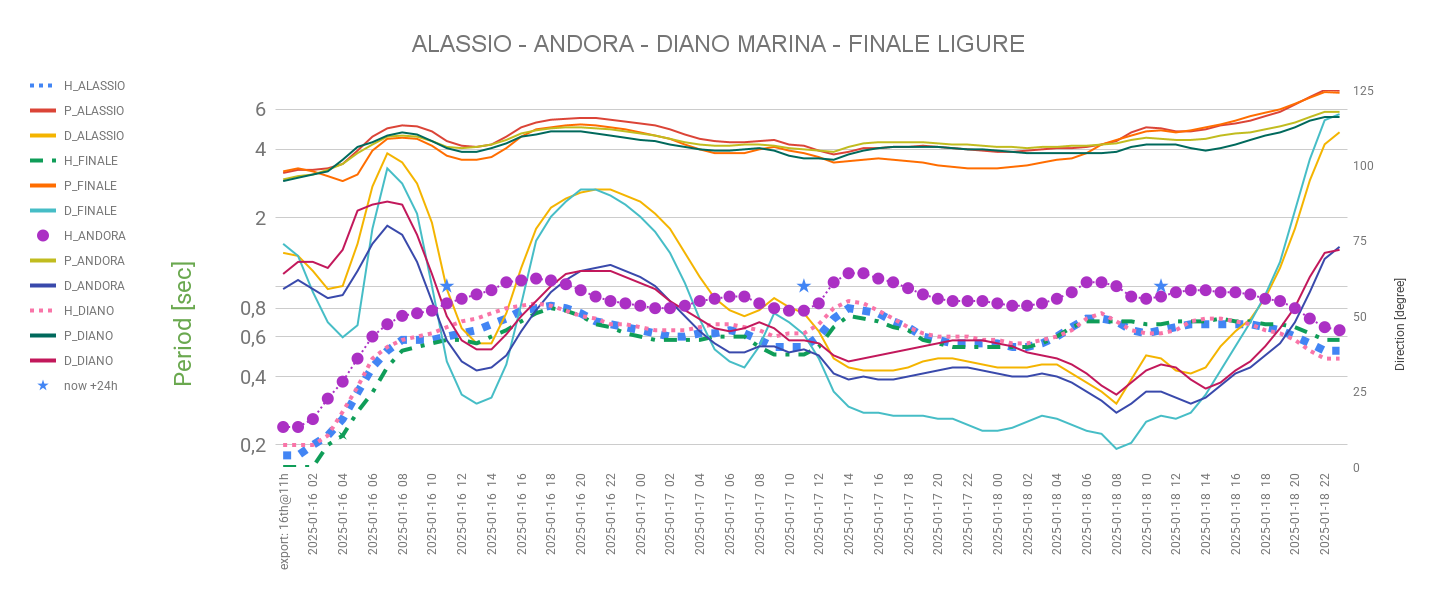 ALASSIO - ANDORA - DIANO MARINA - FINALE LIGURE
H_ALASSIO
P_ALASSIO
D_ALASSIO
H_FINALE
P_FINALE
D_FINALE
H_ANDORA
P_ANDORA
D_ANDORA
H_DIANO
P_DIANO
D_DIANO
now +24h
Period [sec]
6
4
2
0,8
0,6
0,4
0,2
125
100
75
50
25
0
Direction [degree]
export: 16th@11h
2025-01-16 02
2025-01-16 04
2025-01-16 06
2025-01-16 08
2025-01-16 10
2025-01-16 12
2025-01-16 14
2025-01-16 16
2025-01-16 18
2025-01-16 20
2025-01-16 22
2025-01-17 00
2025-01-17 02
2025-01-17 04
2025-01-17 06
2025-01-17 08
2025-01-17 10
2025-01-17 12
2025-01-17 14
2025-01-17 16
2025-01-17 18
2025-01-17 20
2025-01-17 22
2025-01-18 00
2025-01-18 02
2025-01-18 04
2025-01-18 06
2025-01-18 08
2025-01-18 10
2025-01-18 12
2025-01-18 14
2025-01-18 16
2025-01-18 18
2025-01-18 20
2025-01-18 22